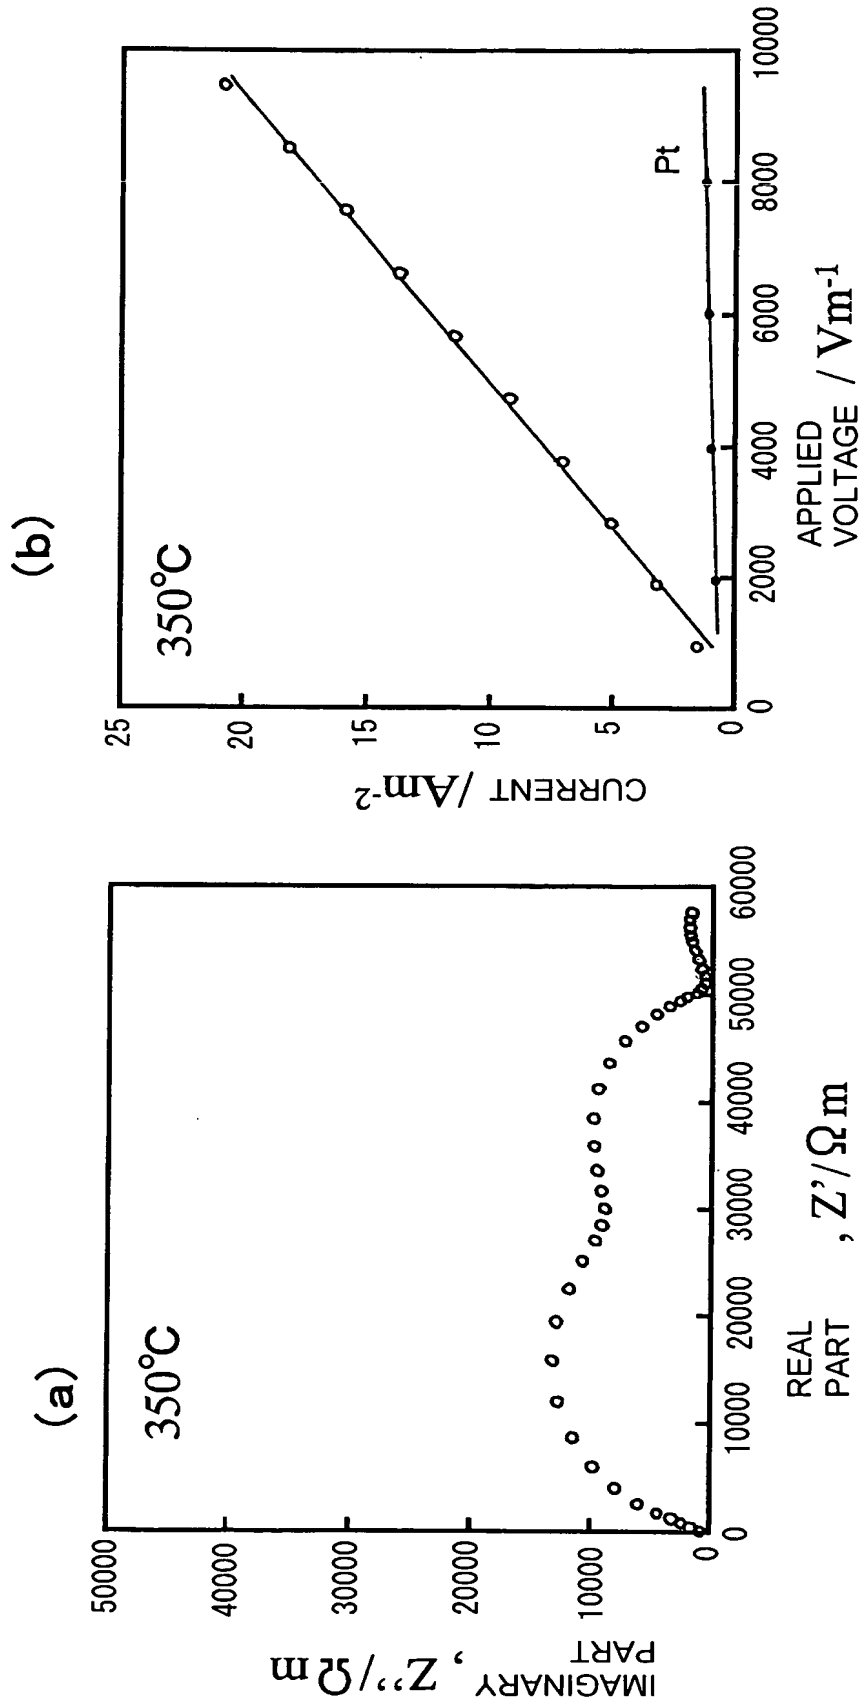 (a)
350°C
50000
40000
30000
20000
10000
0
IMAGINARY
PART , Z''/Ωm
0
10000
20000
30000
40000
50000
60000
REAL
PART , Z'/Ωm
(b)
350°C
25
20
15
10
5
0
CURRENT /Am-2
0
2000
4000
6000
8000
10000
Pt
APPLIED
VOLTAGE / Vm-1